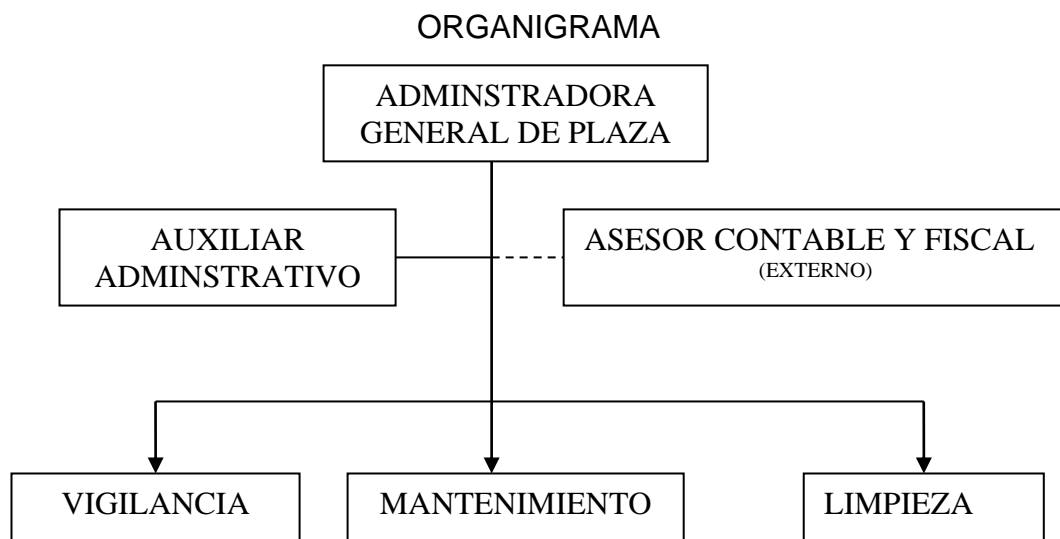 ORGANIGRAMA
ADMINSTRADORA
GENERAL DE PLAZA
AUXILIAR
ADMINSTRATIVO
ASESOR CONTABLE Y FISCAL
(EXTERNO)
VIGILANCIA
MANTENIMIENTO
LIMPIEZA